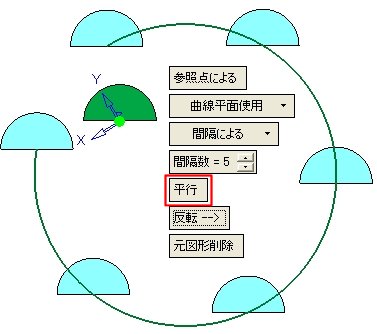 Y
X
参照点による
曲線平面使用
間隔による
間隔数 = 5
平行
反転 -->
元図形削除